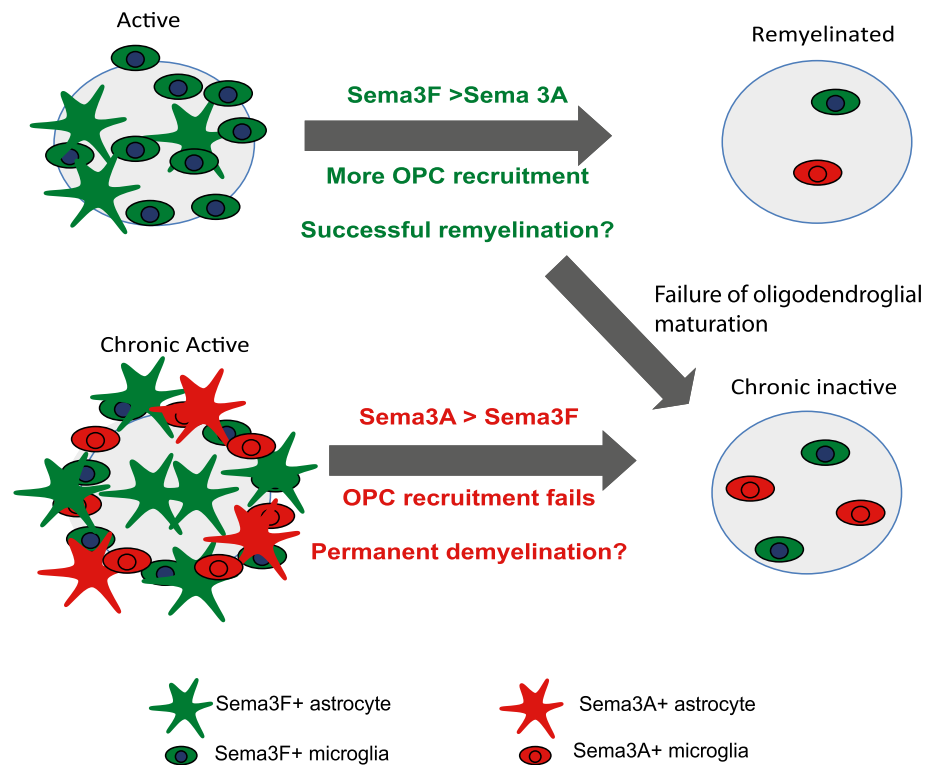 Active
Remyelinated
Sema3F >Sema 3A
More OPC recruitment
Successful remyelination?
Failure of oligodendroglial
maturation
Chronic Active
Chronic inactive
Sema3A > Sema3F
OPC recruitment fails
Permanent demyelination?
Sema3F+ astrocyte
Sema3A+ astrocyte
Sema3F+ microglia
Sema3A+ microglia